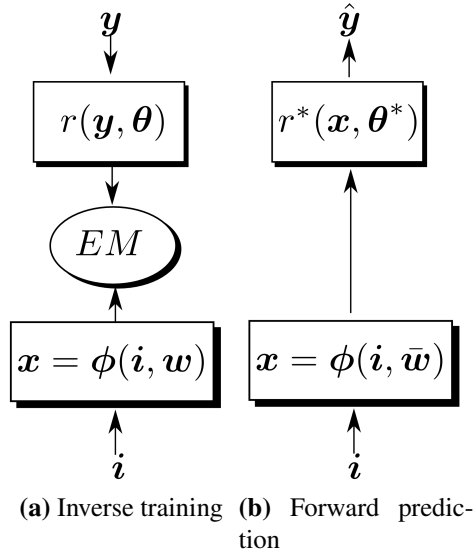 y
r(y, θ)
EM
x = ϕ(i, w)
i
(a) Inverse training
ŷ
r*(x, θ*)
x = ϕ(i, w̄)
i
(b) Forward predic-
tion